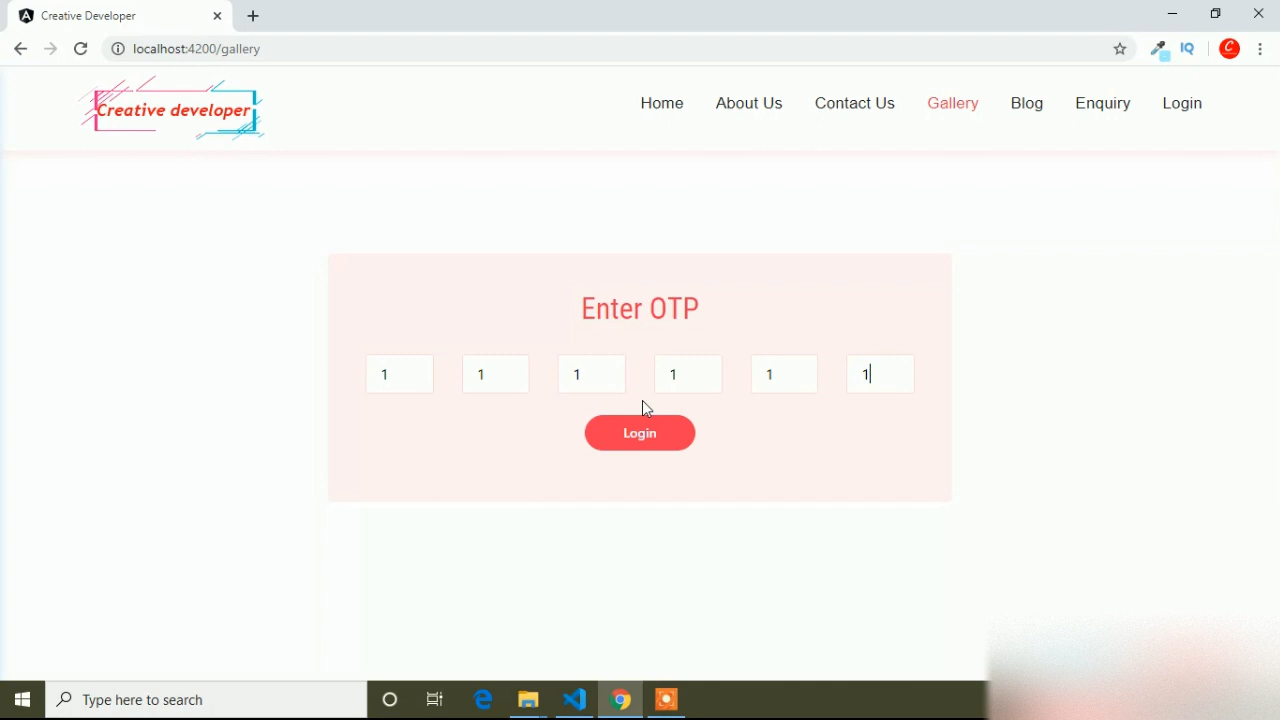 Creative Developer
localhost:4200/gallery
IQ
C
Creative developer
Home About Us Contact Us Gallery Blog Enquiry Login
Enter OTP
1 1 1 1 1 1
Login
Type here to search